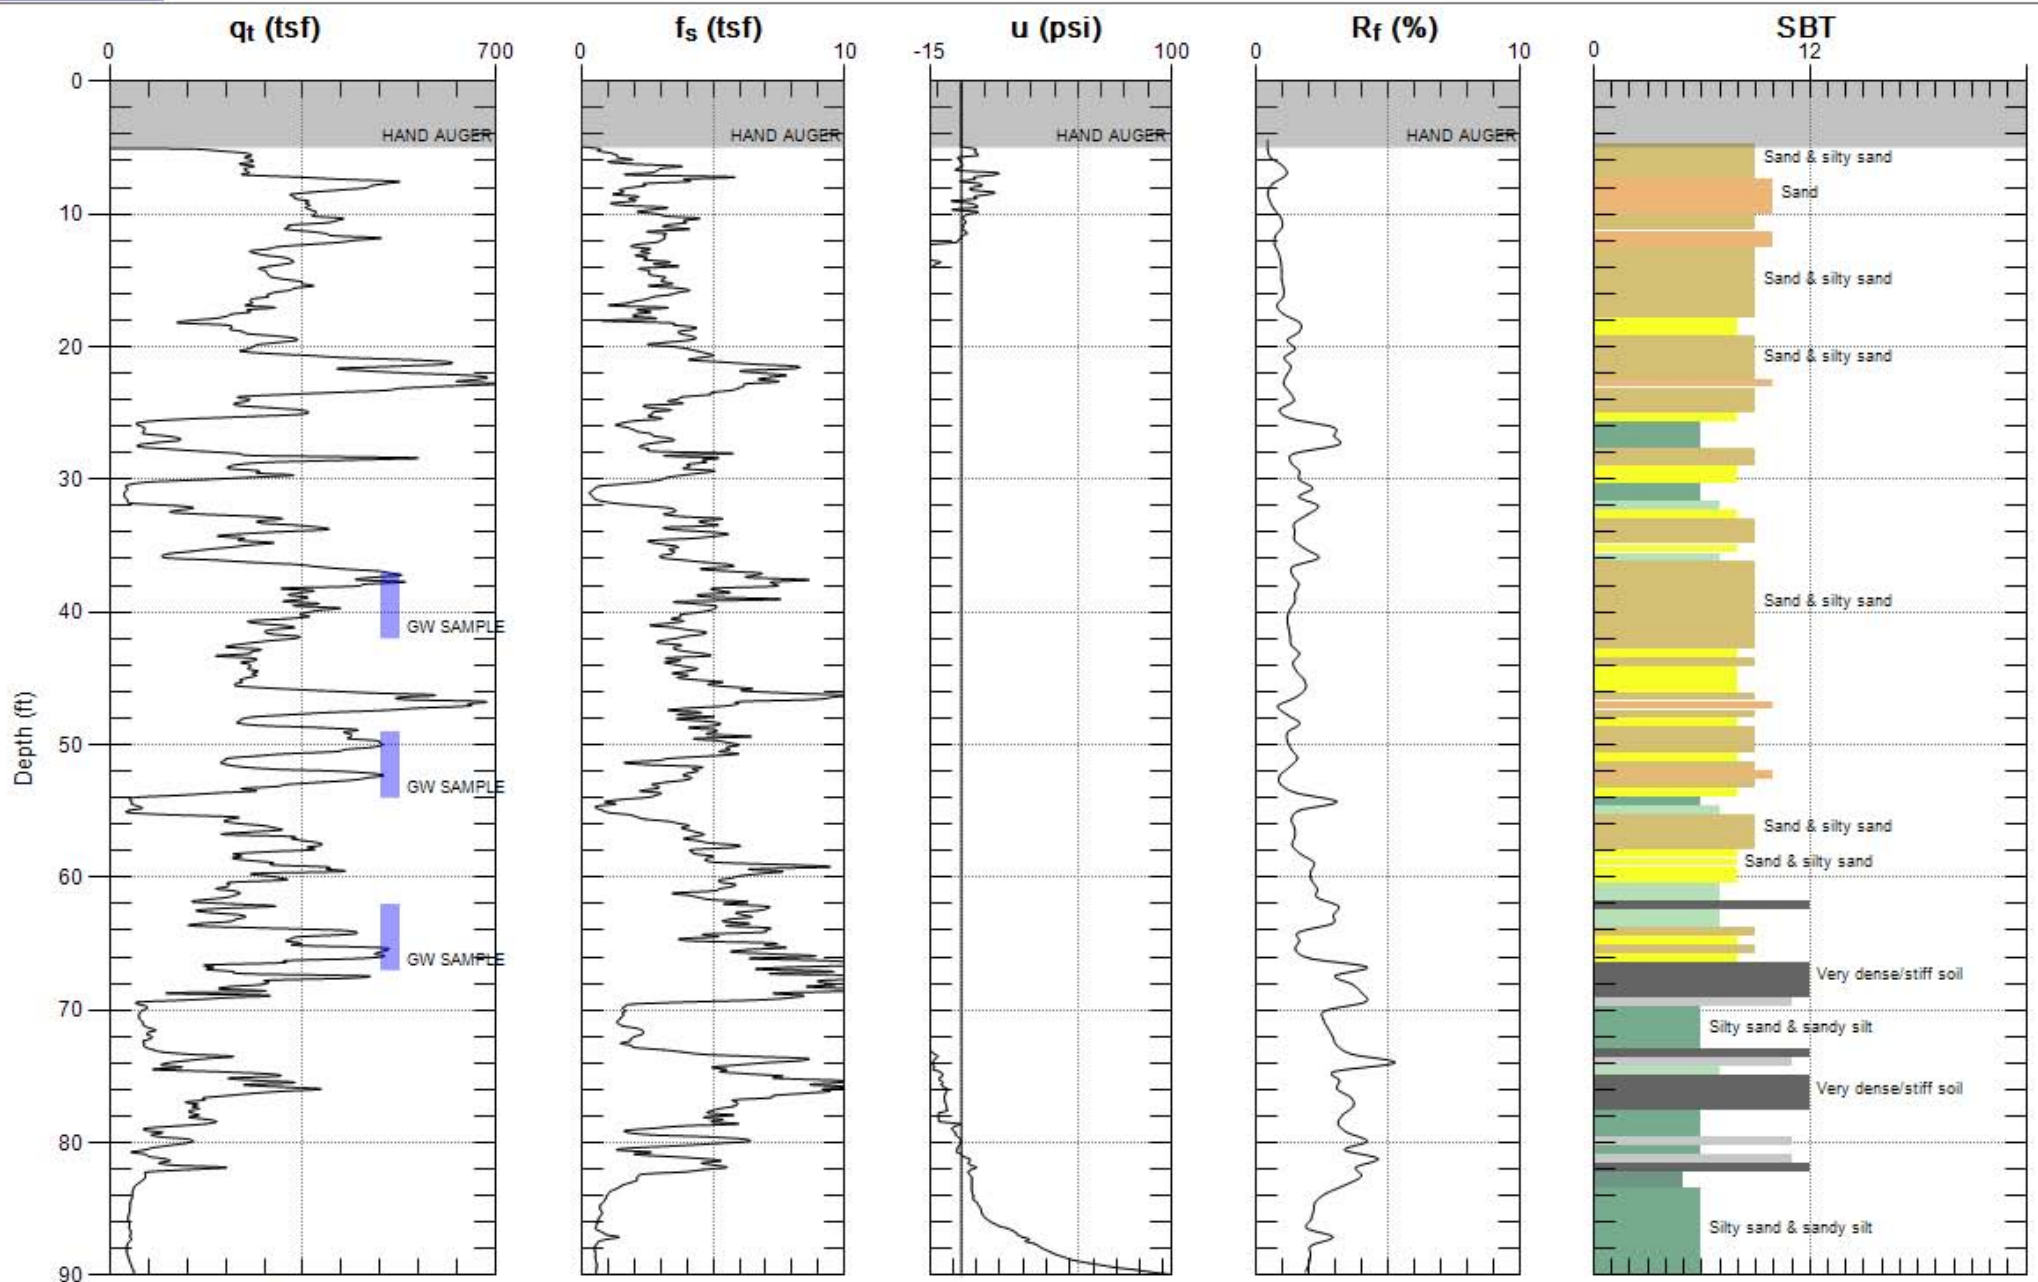 qt (tsf) fs (tsf) u (psi) Rf (%) SBT
0 700 0 10 -15 100 0 10 0 12
0
HAND AUGER HAND AUGER HAND AUGER HAND AUGER
Sand & silty sand
Sand
10
Sand & silty sand
20
Sand & silty sand
30
Sand & silty sand
40
GW SAMPLE
Depth (ft)
50
GW SAMPLE
Sand & silty sand
Sand & silty sand
60
GW SAMPLE
Very dense/stiff soil
70
Silty sand & sandy silt
Very dense/stiff soil
80
Silty sand & sandy silt
90